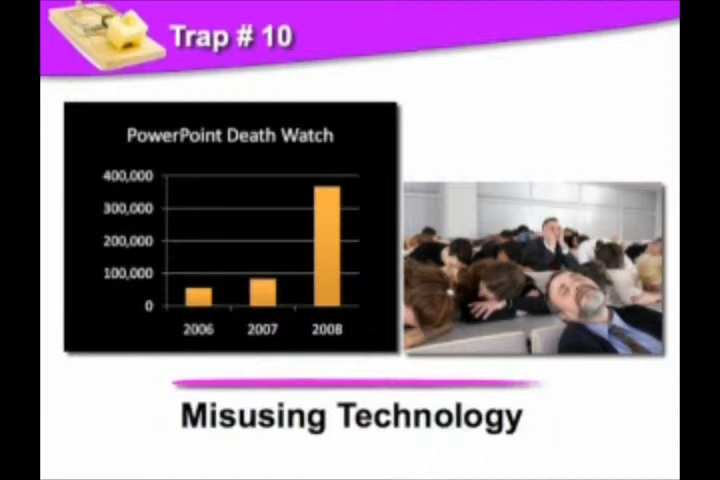 Trap # 10
PowerPoint Death Watch
400,000
300,000
200,000
100,000
0
2006 2007 2008
Misusing Technology